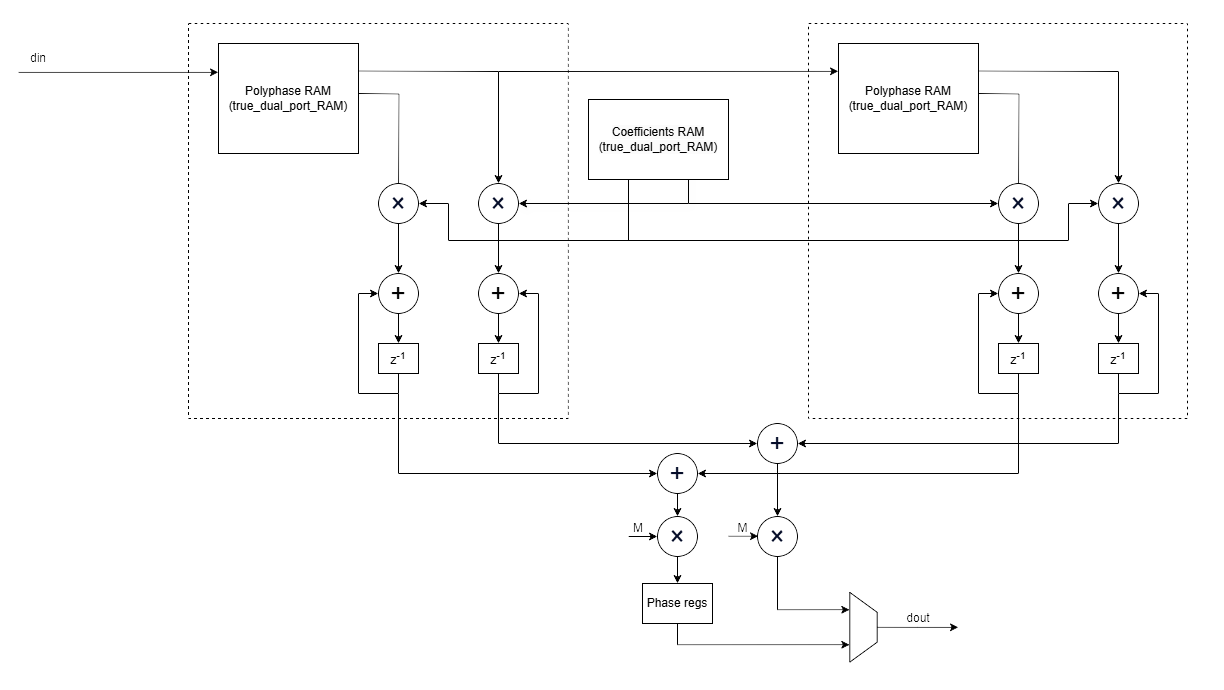 din
Polyphase RAM
(true_dual_port_RAM)
Coefficients RAM
(true_dual_port_RAM)
Polyphase RAM
(true_dual_port_RAM)
× × × ×
+ + + +
z⁻¹ z⁻¹ z⁻¹ z⁻¹
+
+
M × M ×
Phase regs
dout